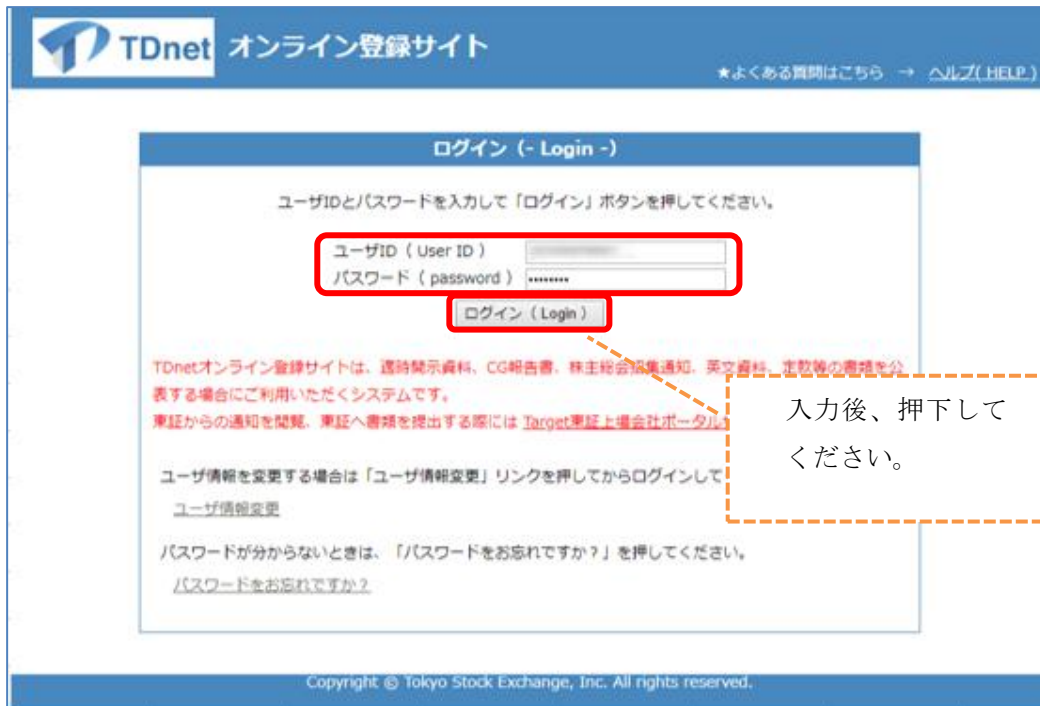 TDnet オンライン登録サイト
★よくある質問はこちら → ヘルプ( HELP )
ログイン (- Login -)
ユーザIDとパスワードを入力して「ログイン」ボタンを押してください。
ユーザID ( User ID )
パスワード ( password ) ••••••••
ログイン ( Login )
TDnetオンライン登録サイトは、適時開示資料、CG報告書、株主総会招集通知、英文資料、定款等の書類を公
表する場合にご利用いただくシステムです。
東証からの通知を閲覧、東証へ書類を提出する際には Target東証上場会社ポータル
入力後、押下して
ください。
ユーザ情報を変更する場合は「ユーザ情報変更」リンクを押してからログインして
ユーザ情報変更
パスワードが分からないときは、「パスワードをお忘れですか？」を押してください。
パスワードをお忘れですか？
Copyright © Tokyo Stock Exchange, Inc. All rights reserved.